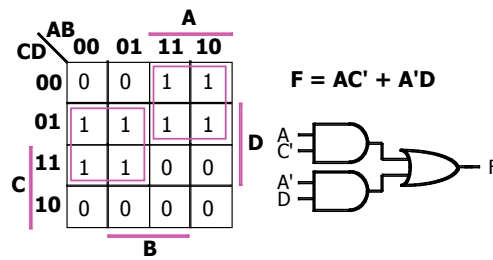 A
AB
00 01 11 10
CD
00 0 0 1 1
01 1 1 1 1
11 1 1 0 0
10 0 0 0 0
C
D
B
F = AC' + A'D
A
C'
A'
D
F